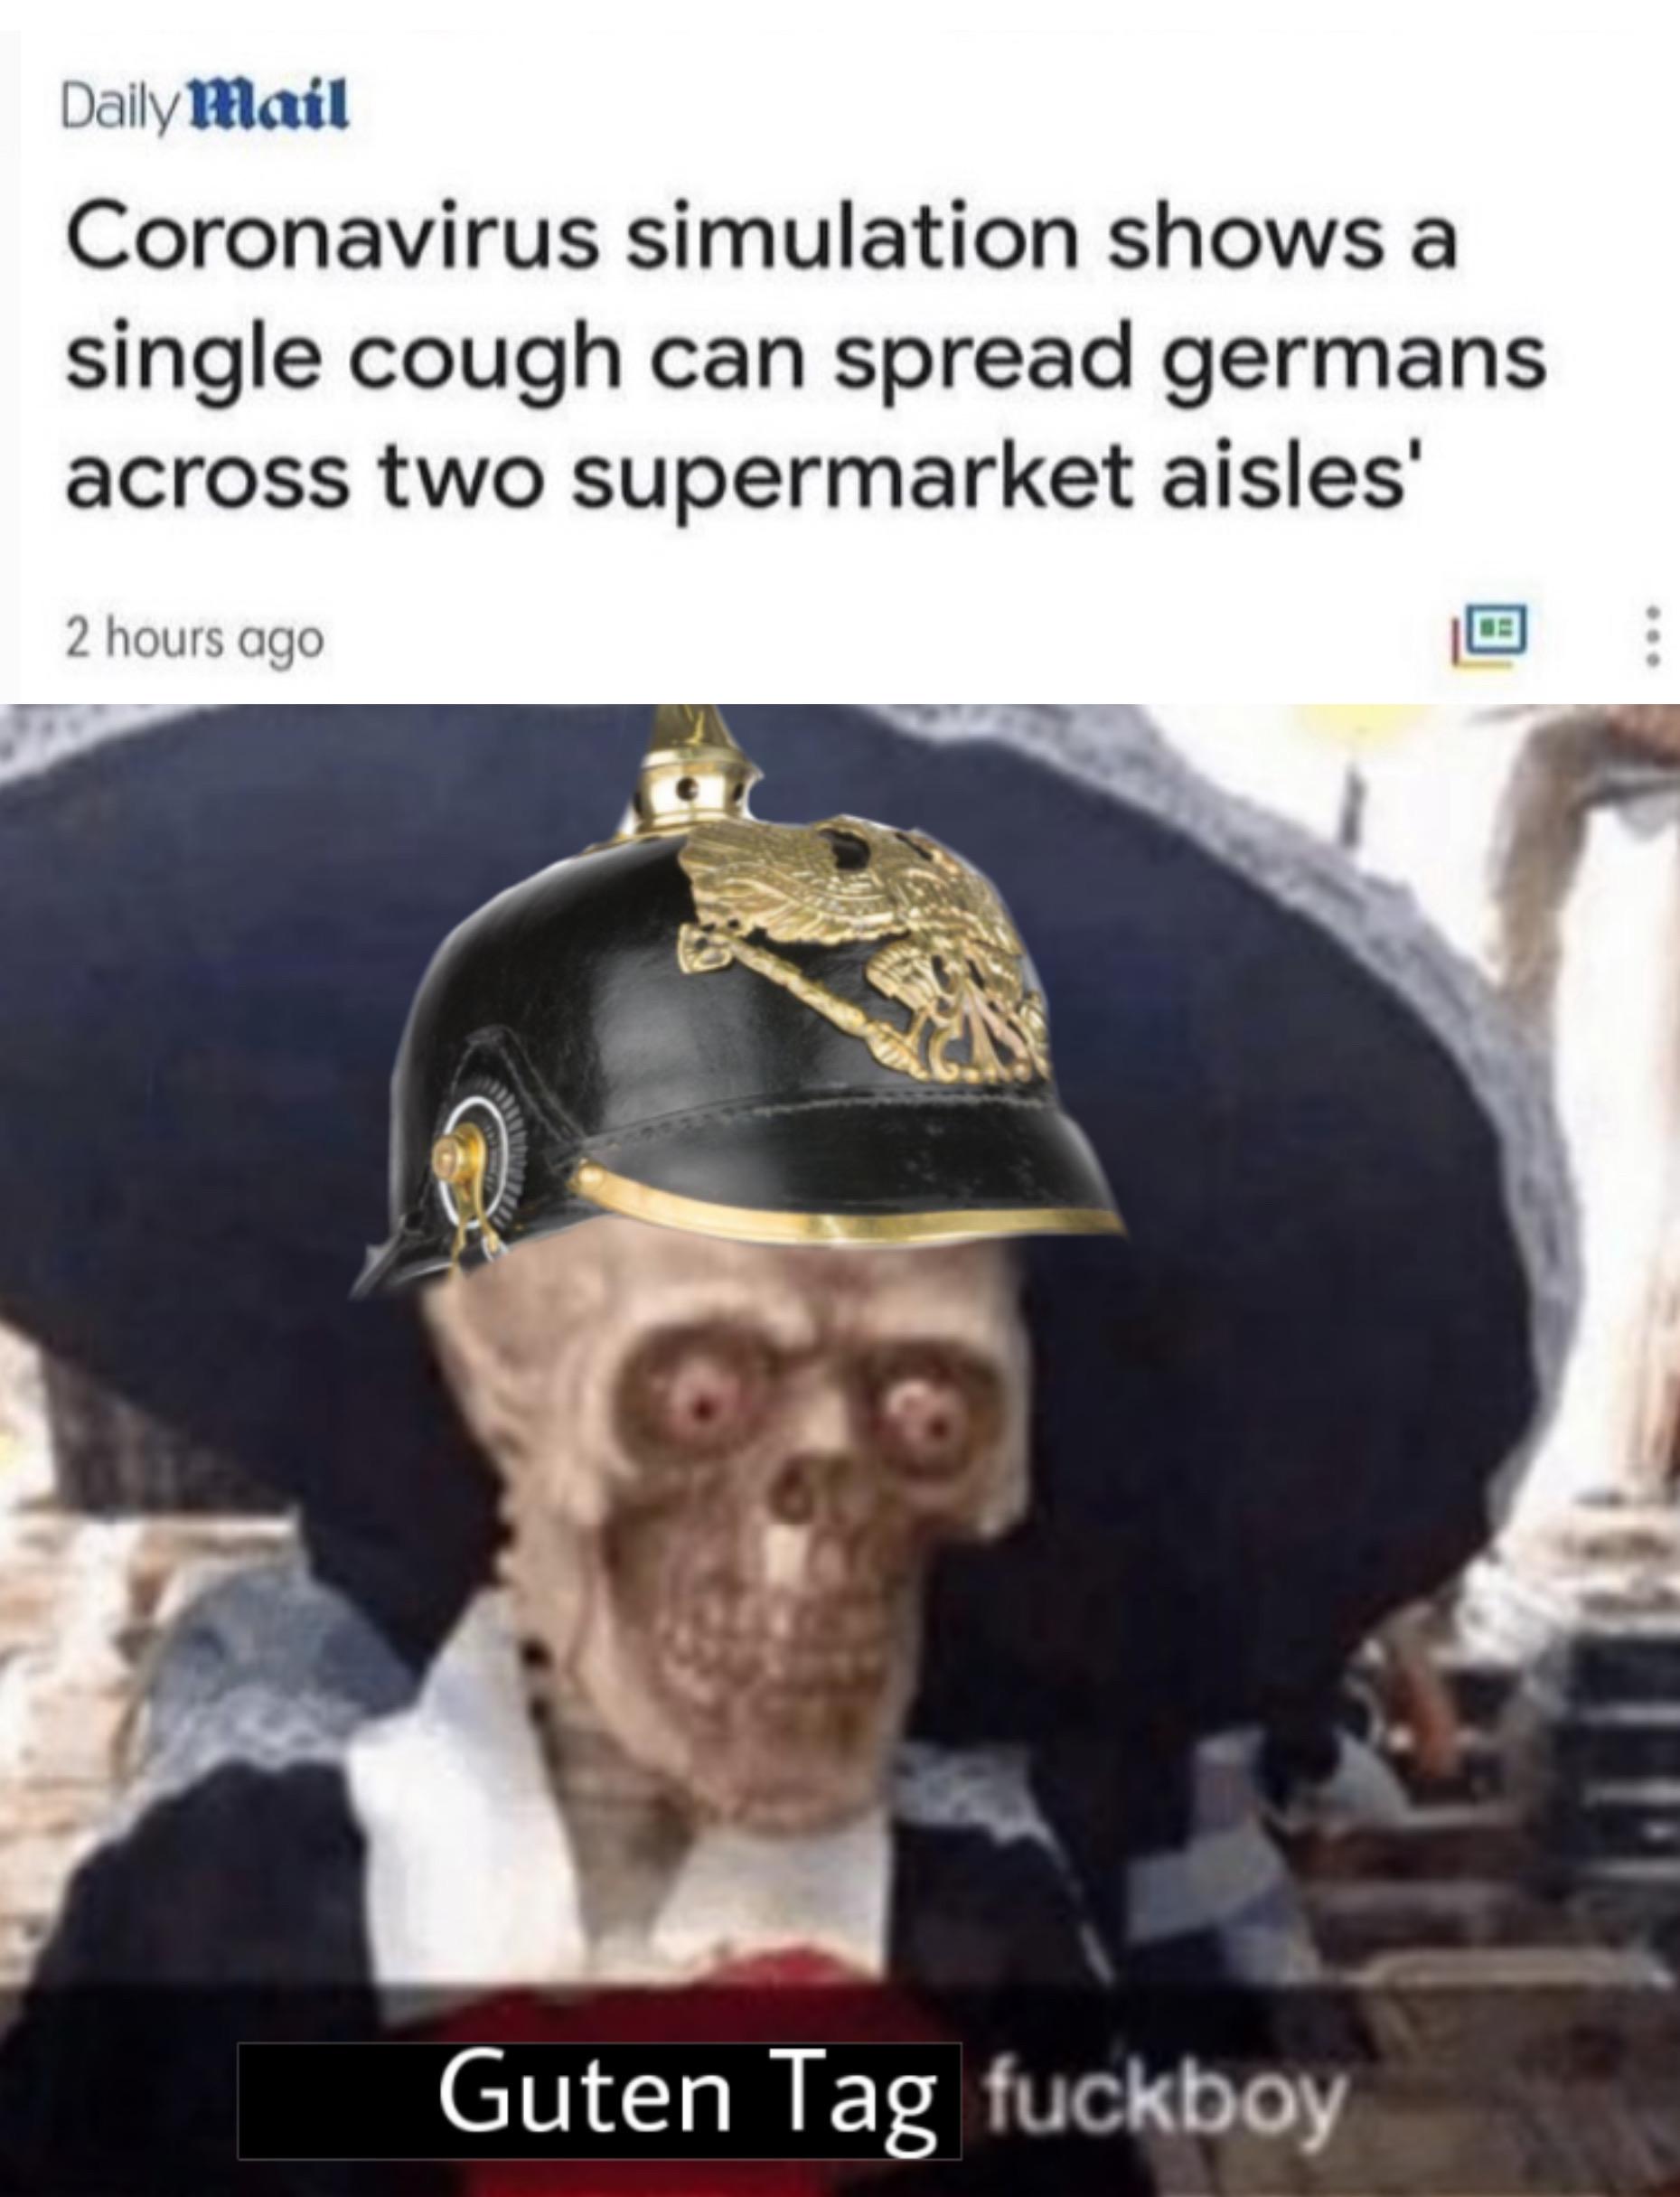 Daily Mail
Coronavirus simulation shows a
single cough can spread germans
across two supermarket aisles'
2 hours ago
Guten Tag fuckboy